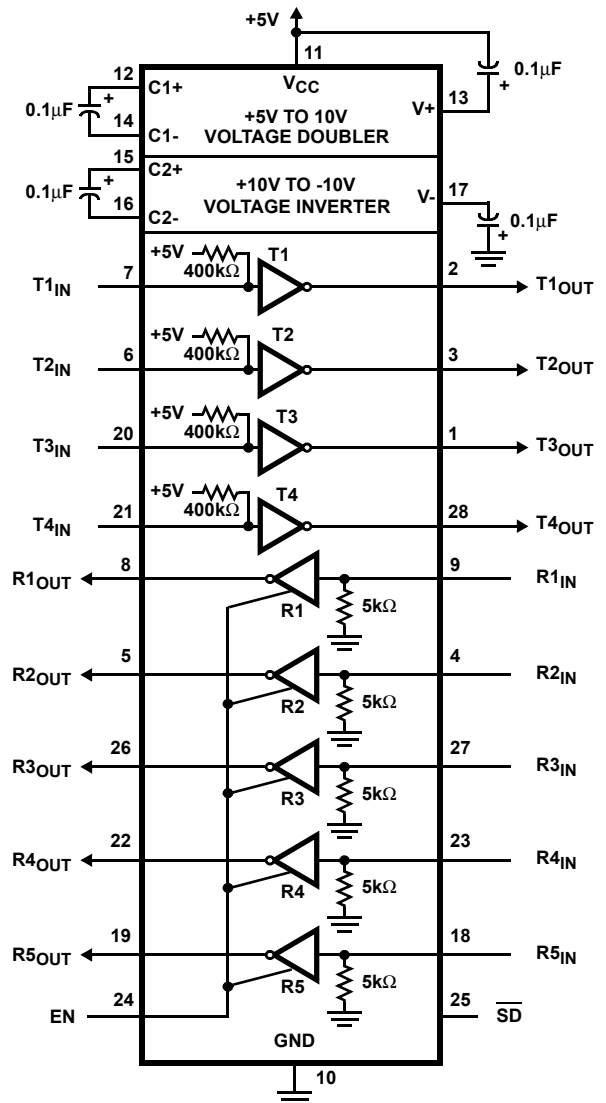 +5V
11
12
C1+
VCC
0.1µF
+
14
C1-
+5V TO 10V
VOLTAGE DOUBLER
V+
13
+
0.1µF
15
C2+
0.1µF
+
16
C2-
+10V TO -10V
VOLTAGE INVERTER
V-
17
+
0.1µF
+5V
400kΩ
T1
T1IN
7
2
T1OUT
+5V
400kΩ
T2
T2IN
6
3
T2OUT
+5V
400kΩ
T3
T3IN
20
1
T3OUT
+5V
400kΩ
T4
T4IN
21
28
T4OUT
R1OUT
8
9
R1IN
R1
5kΩ
R2OUT
5
4
R2IN
R2
5kΩ
R3OUT
26
27
R3IN
R3
5kΩ
R4OUT
22
23
R4IN
R4
5kΩ
R5OUT
19
18
R5IN
R5
5kΩ
EN
24
25
SD
GND
10